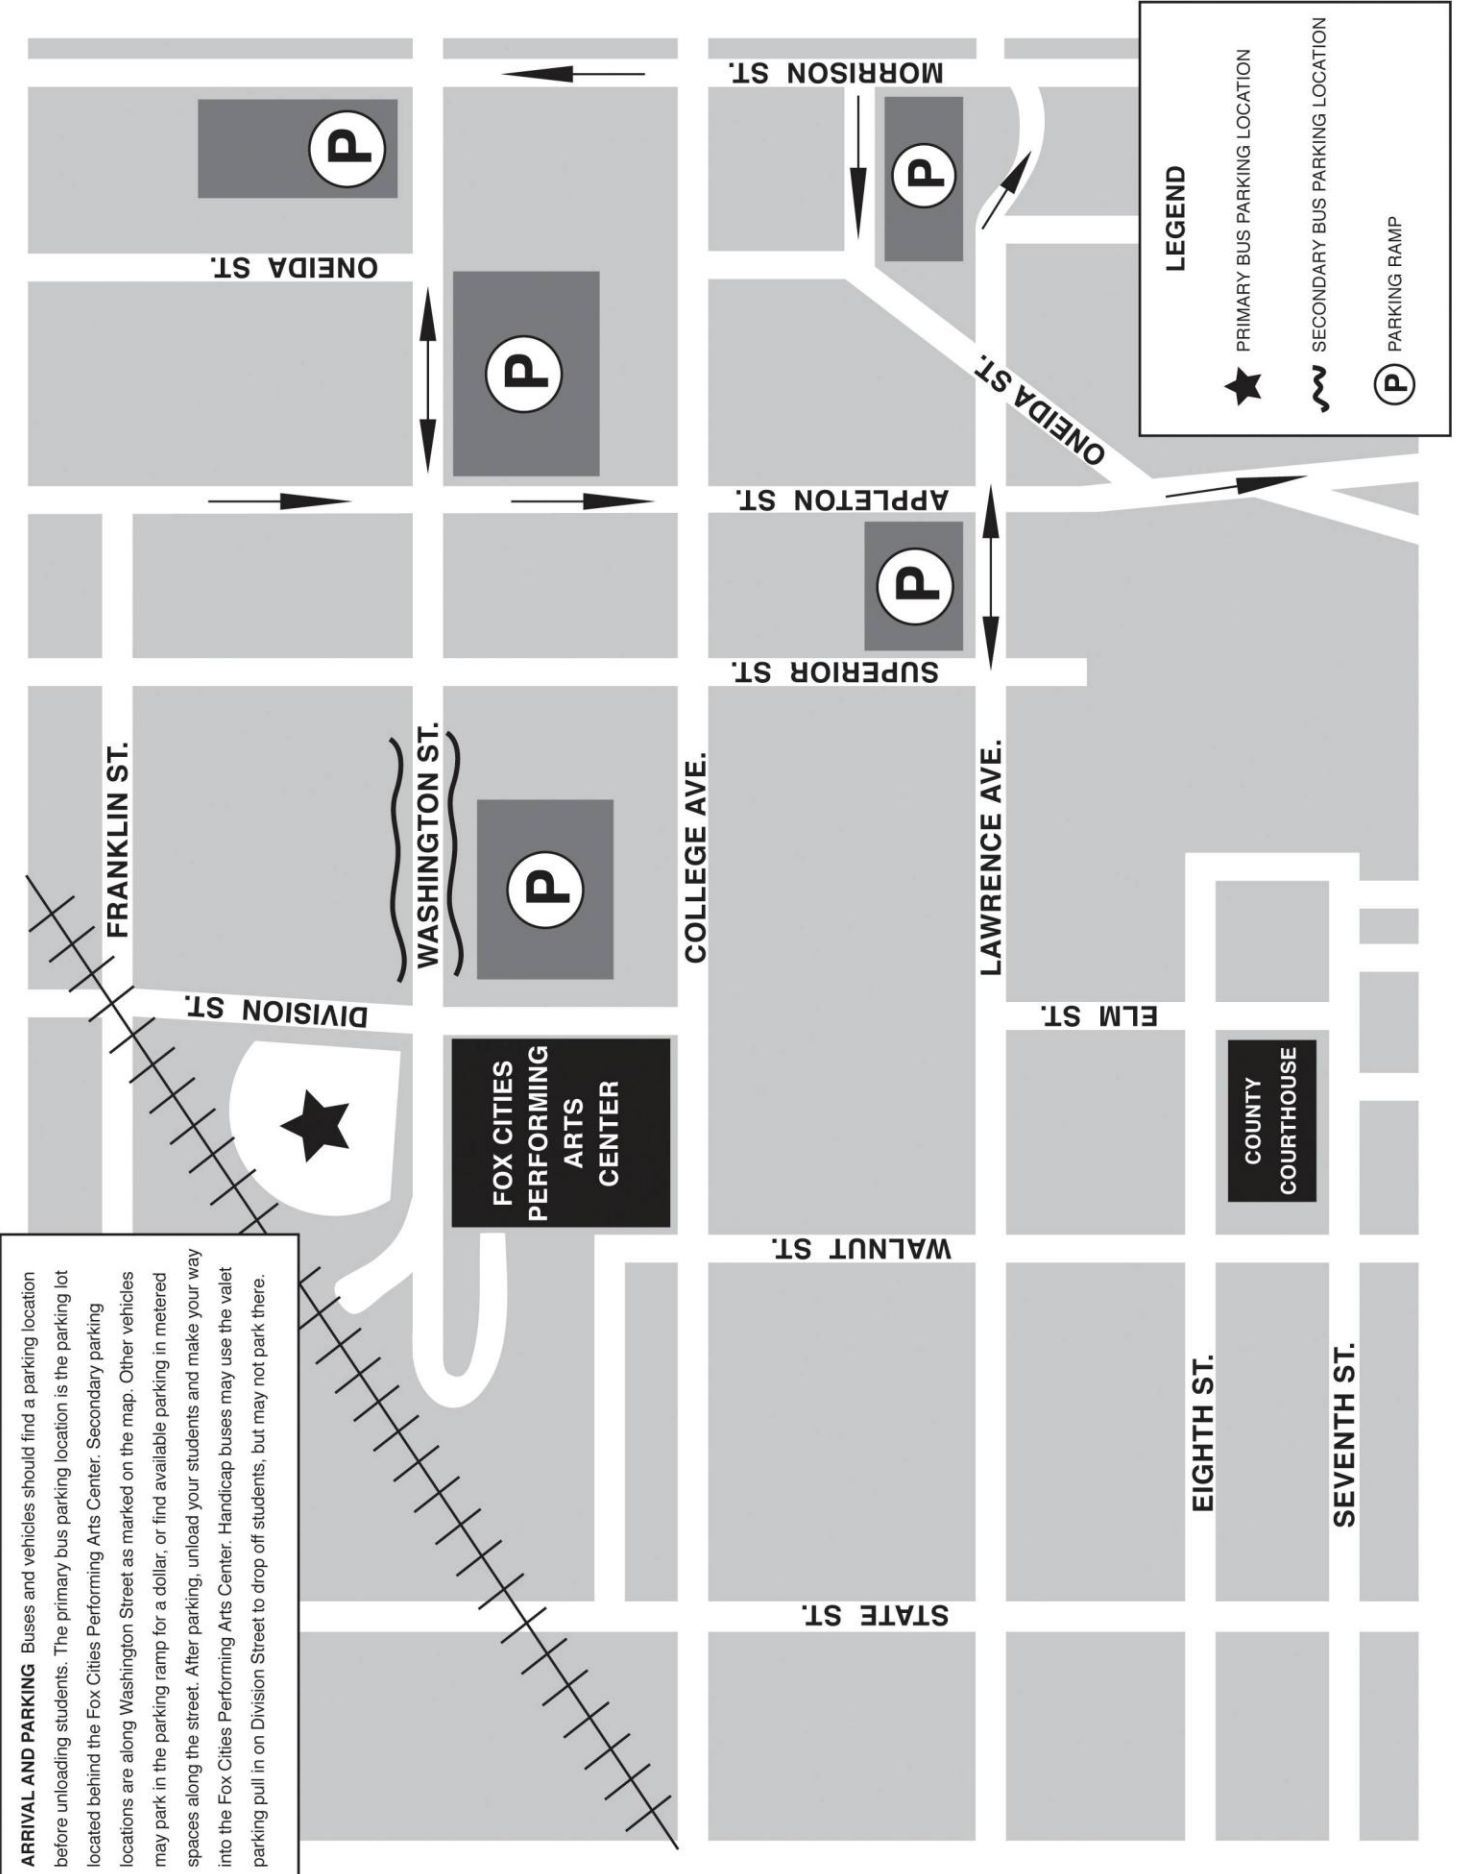 ARRIVAL AND PARKING Buses and vehicles should find a parking location
before unloading students. The primary bus parking location is the parking lot
located behind the Fox Cities Performing Arts Center. Secondary parking
locations are along Washington Street as marked on the map. Other vehicles
may park in the parking ramp for a dollar, or find available parking in metered
spaces along the street. After parking, unload your students and make your way
into the Fox Cities Performing Arts Center. Handicap buses may use the valet
parking pull in on Division Street to drop off students, but may not park there.
FRANKLIN ST.
DIVISION ST.
ONEIDA ST.
P
WASHINGTON ST.
FOX CITIES
PERFORMING
ARTS
CENTER
P
P
COLLEGE AVE.
STATE ST.
WALNUT ST.
SUPERIOR ST.
APPLETON ST.
MORRISON ST.
P
P
LAWRENCE AVE.
ELM ST.
ONEIDA ST.
EIGHTH ST.
COUNTY
COURTHOUSE
SEVENTH ST.
LEGEND
PRIMARY BUS PARKING LOCATION
SECONDARY BUS PARKING LOCATION
P PARKING RAMP